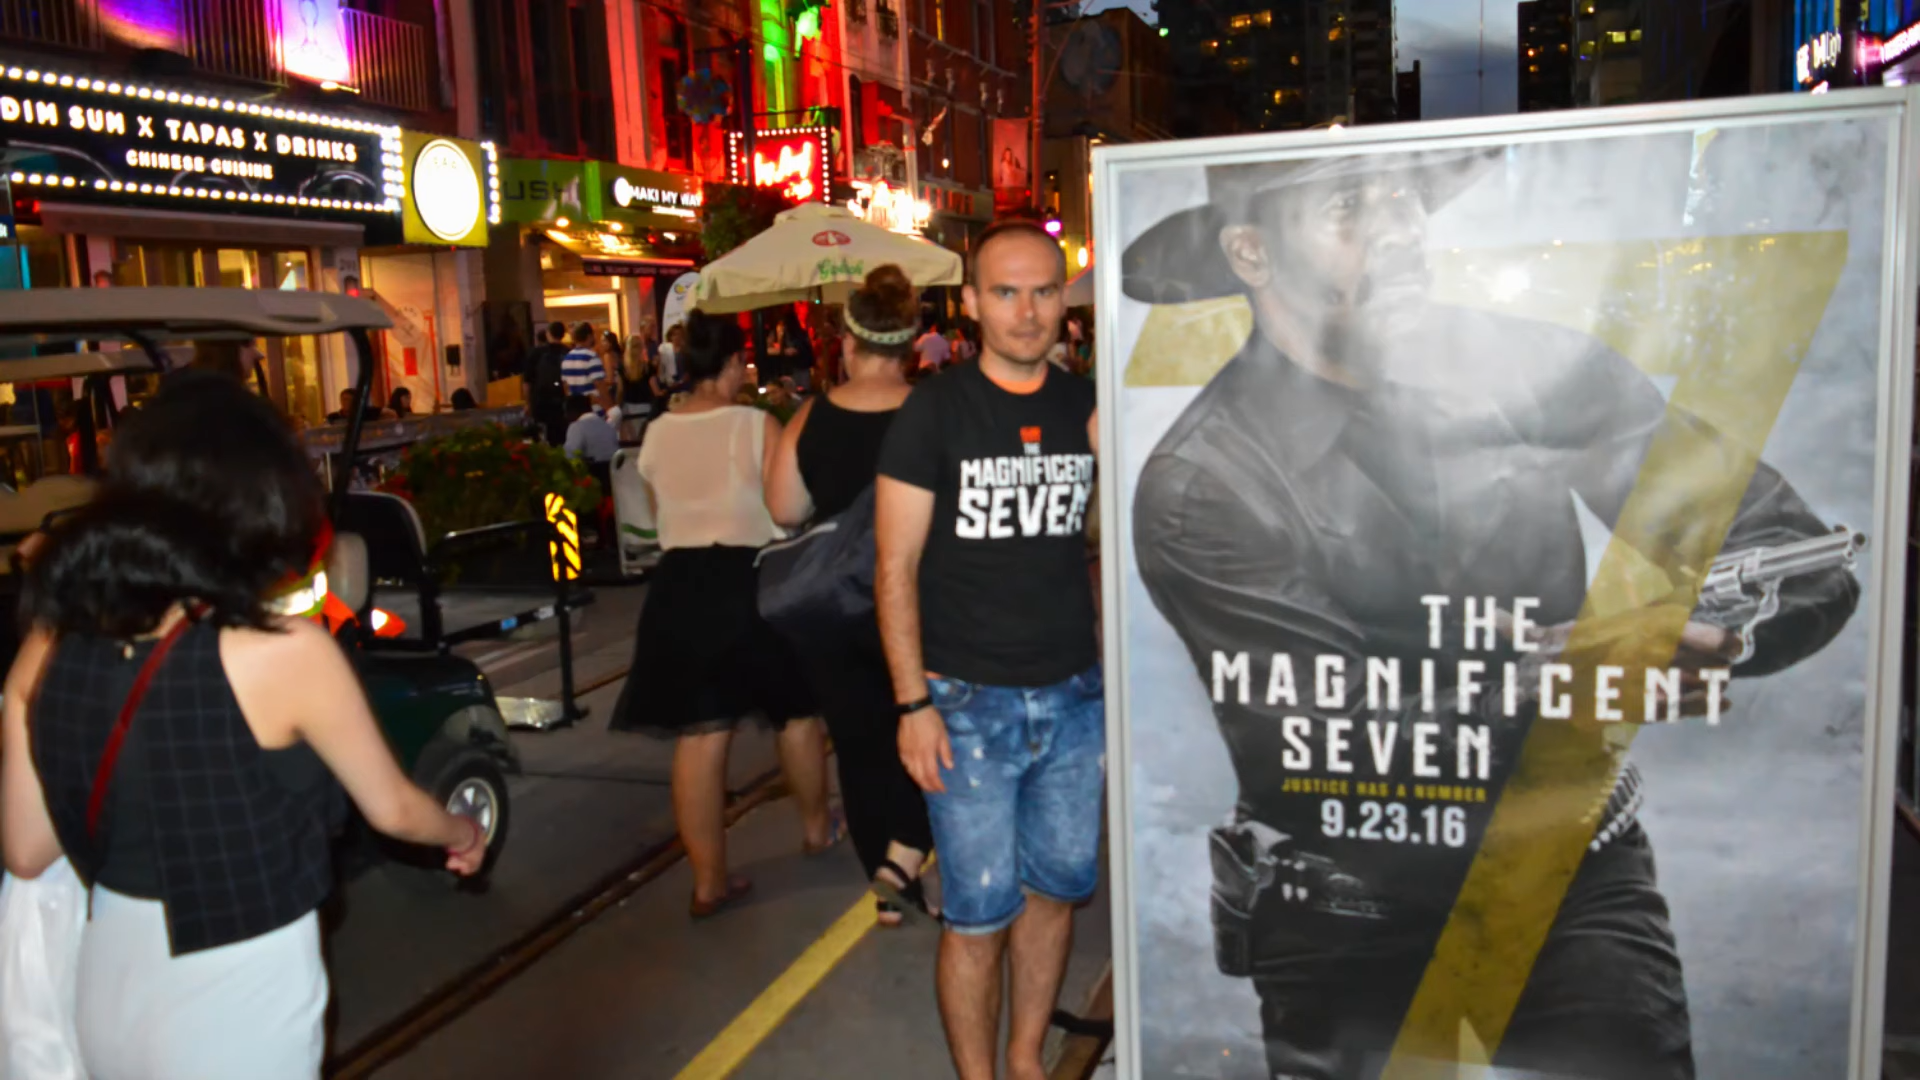 DIM SUM X TAPAS X DRINKS
CHINESE CUISINE
MAKI MY WAY
THE
MAGNIFICENT
SEVEN
THE
MAGNIFICENT
SEVEN
JUSTICE HAS A NUMBER
9.23.16